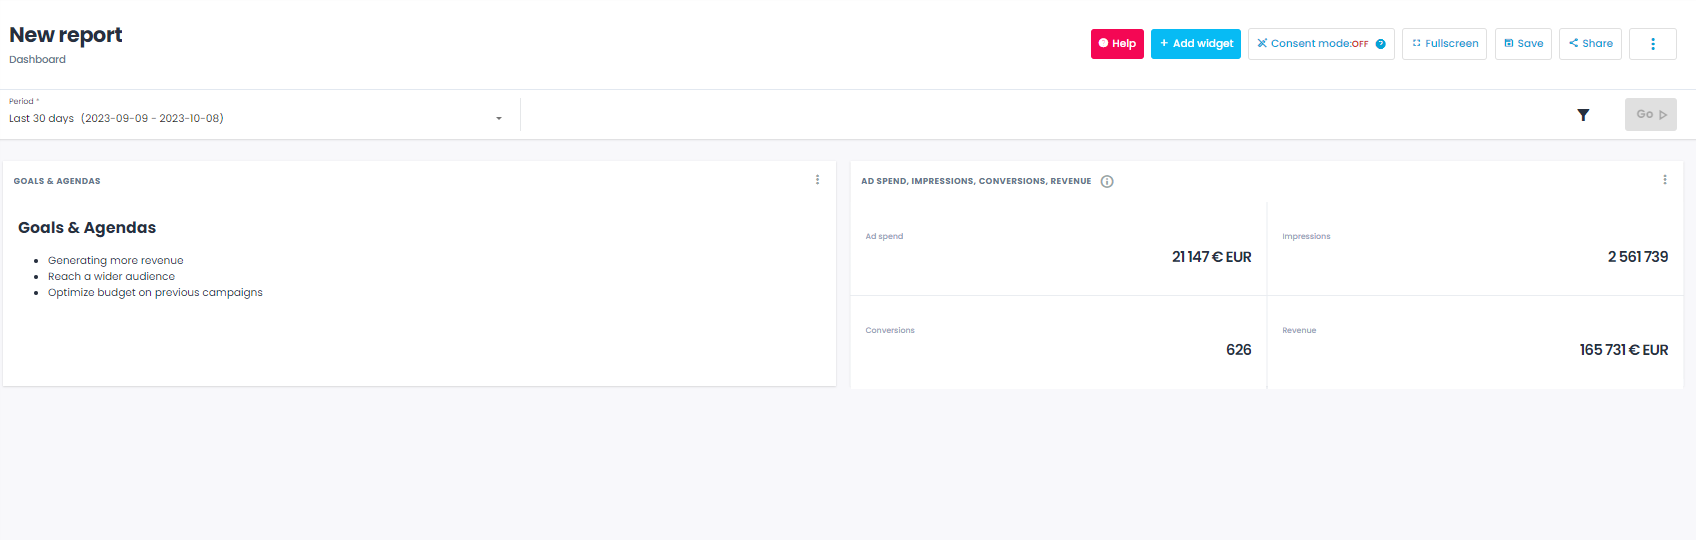 New report
Dashboard
Help
+ Add widget
Consent mode:OFF ?
Fullscreen
Save
Share
Period *
Last 30 days (2023-09-09 - 2023-10-08)
Go
GOALS & AGENDAS
Goals & Agendas
• Generating more revenue
• Reach a wider audience
• Optimize budget on previous campaigns
AD SPEND, IMPRESSIONS, CONVERSIONS, REVENUE
Ad spend
21 147 € EUR
Impressions
2 561 739
Conversions
626
Revenue
165 731 € EUR